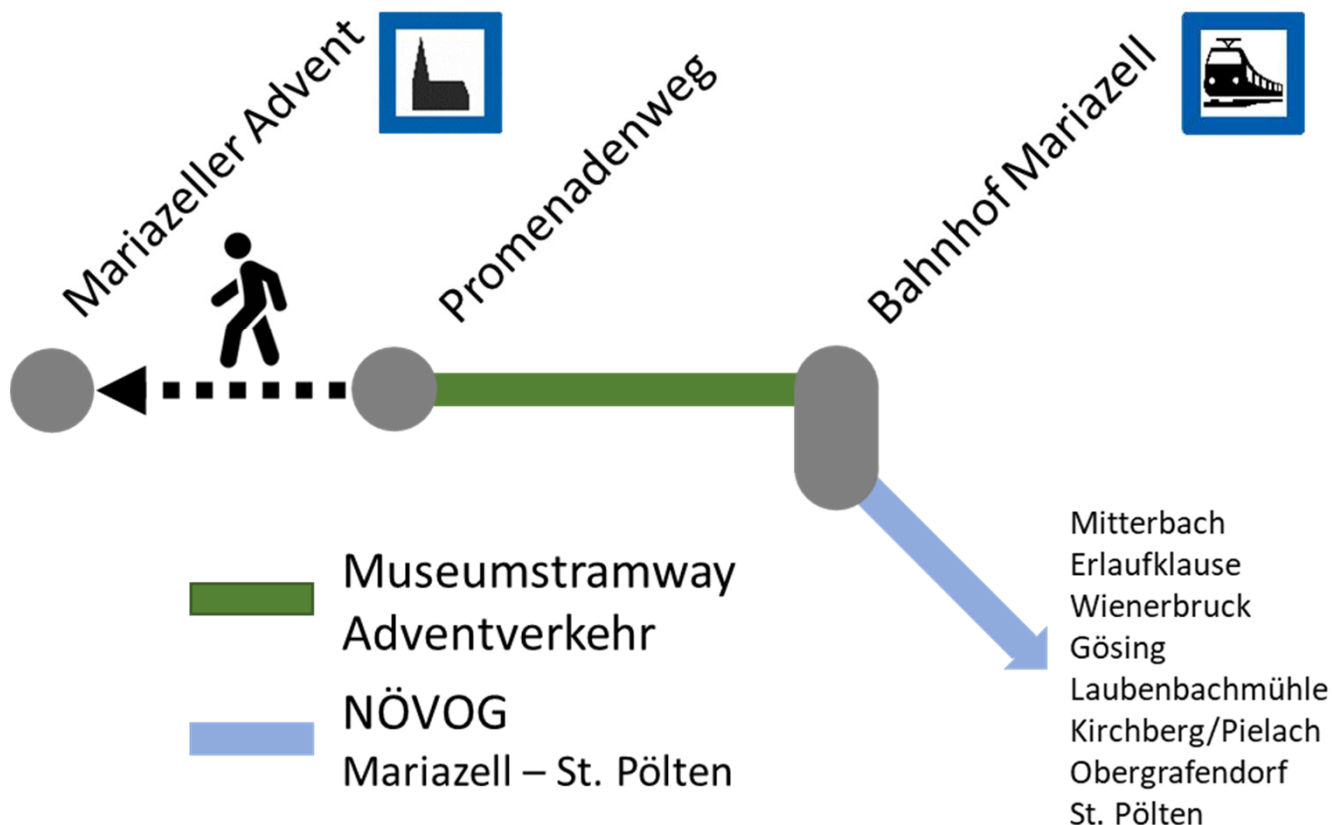 Mariazeller Advent
Promenadenweg
Bahnhof Mariazell
Museumstramway
Adventverkehr
NÖVOG
Mariazell – St. Pölten
Mitterbach
Erlaufklause
Wienerbruck
Gösing
Laubenbachmühle
Kirchberg/Pielach
Obergrafendorf
St. Pölten